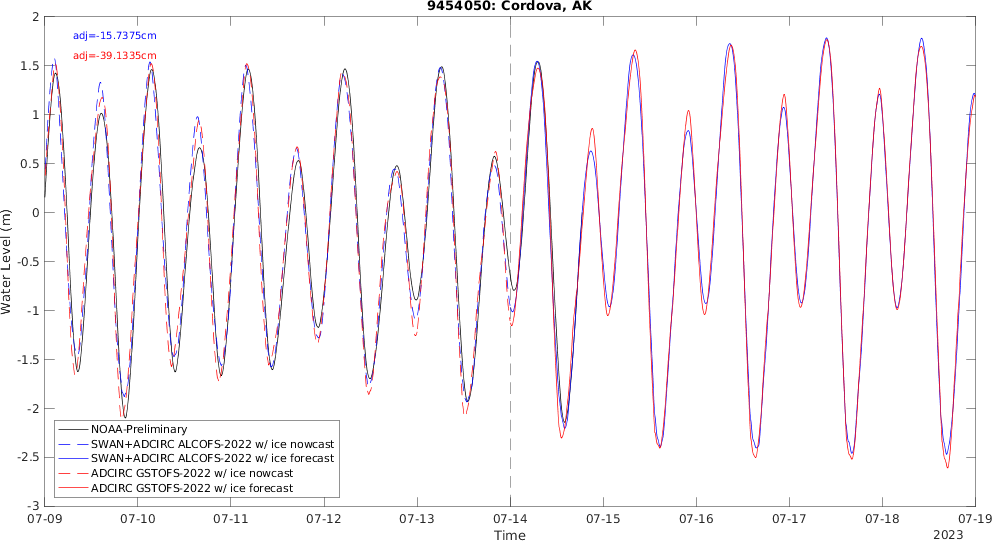 9454050: Cordova, AK
2
1.5
1
0.5
0
-0.5
-1
-1.5
-2
-2.5
-3
Water Level (m)
adj=-15.7375cm
adj=-39.1335cm
NOAA-Preliminary
SWAN+ADCIRC ALCOFS-2022 w/ ice nowcast
SWAN+ADCIRC ALCOFS-2022 w/ ice forecast
ADCIRC GSTOFS-2022 w/ ice nowcast
ADCIRC GSTOFS-2022 w/ ice forecast
07-09 07-10 07-11 07-12 07-13 07-14 07-15 07-16 07-17 07-18 07-19
Time
2023